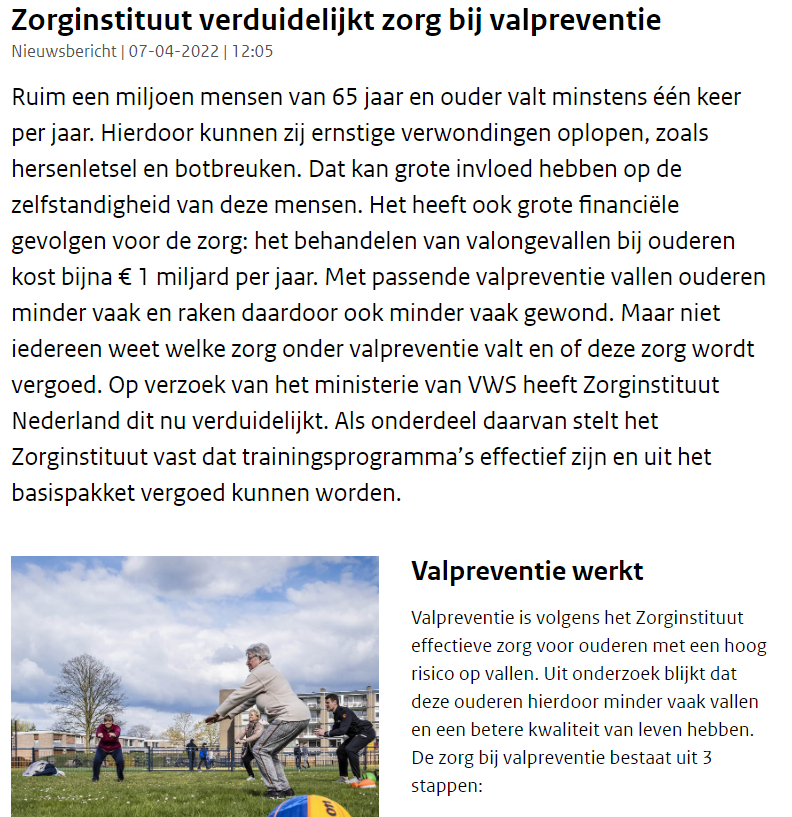 Zorginstituut verduidelijkt zorg bij valpreventie
Nieuwsbericht | 07-04-2022 | 12:05
Ruim een miljoen mensen van 65 jaar en ouder valt minstens één keer
per jaar. Hierdoor kunnen zij ernstige verwondingen oplopen, zoals
hersenletsel en botbreuken. Dat kan grote invloed hebben op de
zelfstandigheid van deze mensen. Het heeft ook grote financiële
gevolgen voor de zorg: het behandelen van valongevallen bij ouderen
kost bijna € 1 miljard per jaar. Met passende valpreventie vallen ouderen
minder vaak en raken daardoor ook minder vaak gewond. Maar niet
iedereen weet welke zorg onder valpreventie valt en of deze zorg wordt
vergoed. Op verzoek van het ministerie van VWS heeft Zorginstituut
Nederland dit nu verduidelijkt. Als onderdeel daarvan stelt het
Zorginstituut vast dat trainingsprogramma’s effectief zijn en uit het
basispakket vergoed kunnen worden.
Valpreventie werkt
Valpreventie is volgens het Zorginstituut
effectieve zorg voor ouderen met een hoog
risico op vallen. Uit onderzoek blijkt dat
deze ouderen hierdoor minder vaak vallen
en een betere kwaliteit van leven hebben.
De zorg bij valpreventie bestaat uit 3
stappen: